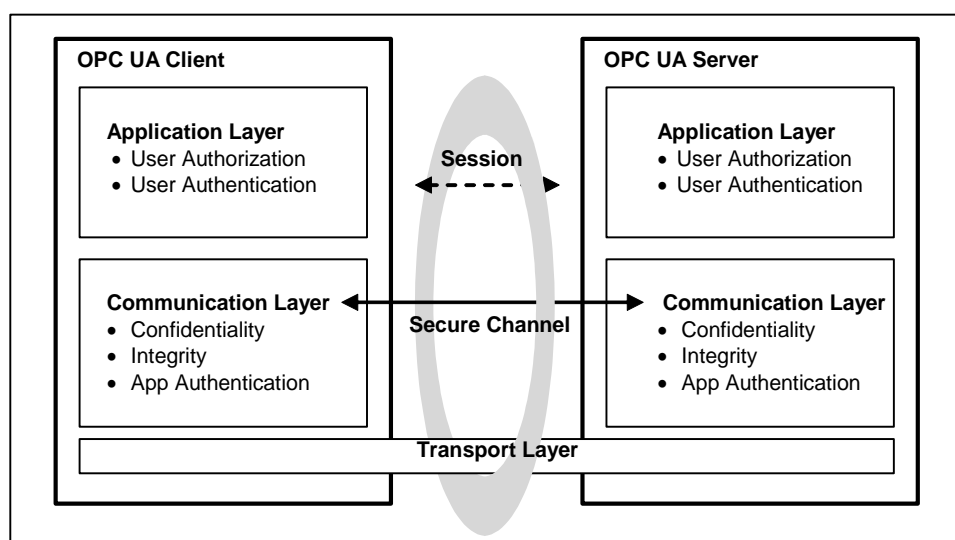 OPC UA Client
Application Layer
• User Authorization
• User Authentication
Communication Layer
• Confidentiality
• Integrity
• App Authentication
Session
Secure Channel
Transport Layer
OPC UA Server
Application Layer
• User Authorization
• User Authentication
Communication Layer
• Confidentiality
• Integrity
• App Authentication